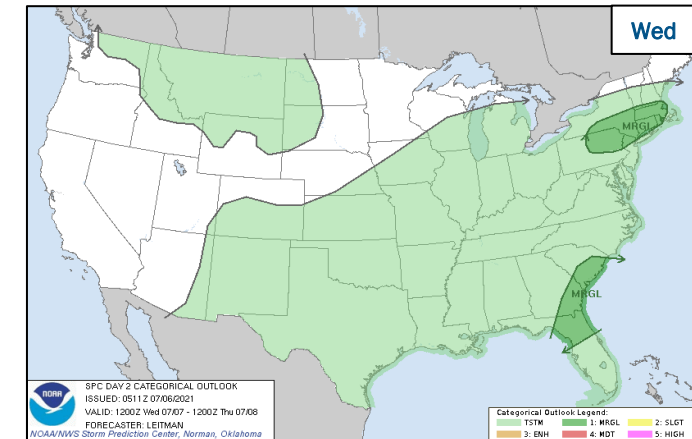 Wed
MRGL
MRGL
NOAA
SPC DAY 2 CATEGORICAL OUTLOOK
ISSUED: 0511Z 07/06/2021
VALID: 1200Z Wed 07/07 - 1200Z Thu 07/08
FORECASTER: LEITMAN
NOAA/NWS Storm Prediction Center, Norman, Oklahoma
Categorical Outlook Legend:
TSTM 1: MRGL 2: SLGT
3: ENH 4: MDT 5: HIGH